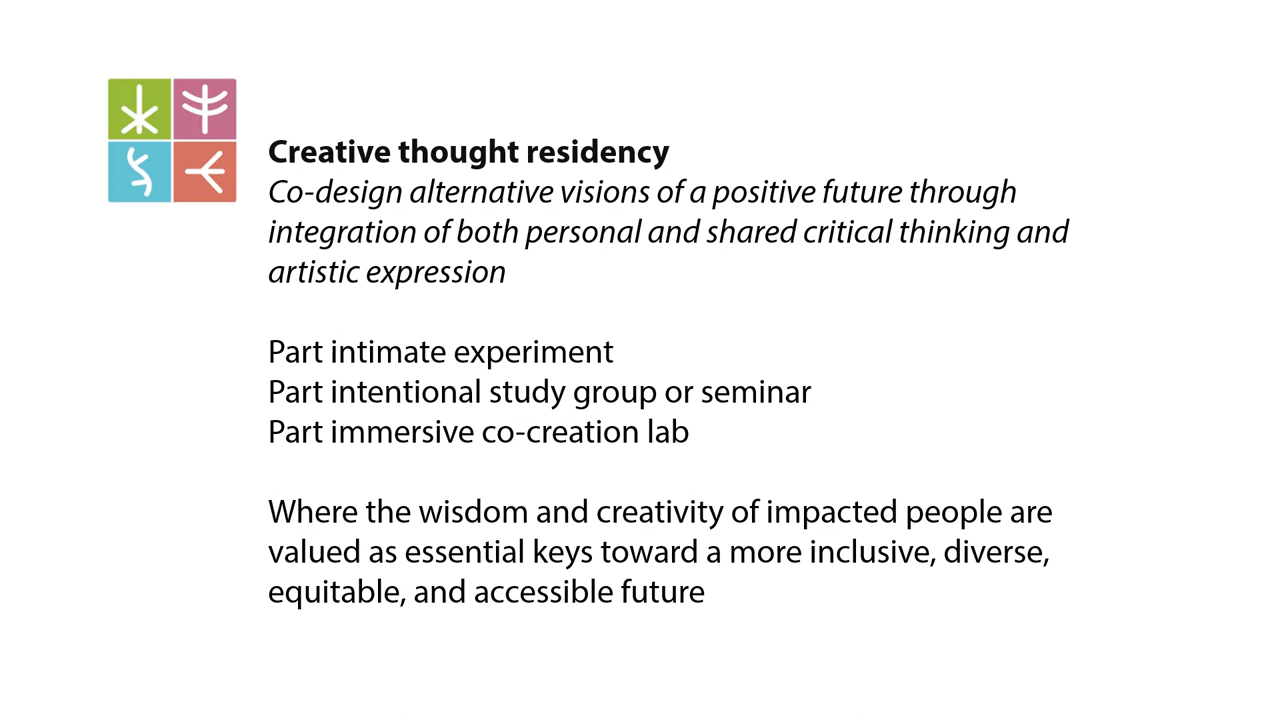 Creative thought residency
Co-design alternative visions of a positive future through
integration of both personal and shared critical thinking and
artistic expression
Part intimate experiment
Part intentional study group or seminar
Part immersive co-creation lab
Where the wisdom and creativity of impacted people are
valued as essential keys toward a more inclusive, diverse,
equitable, and accessible future